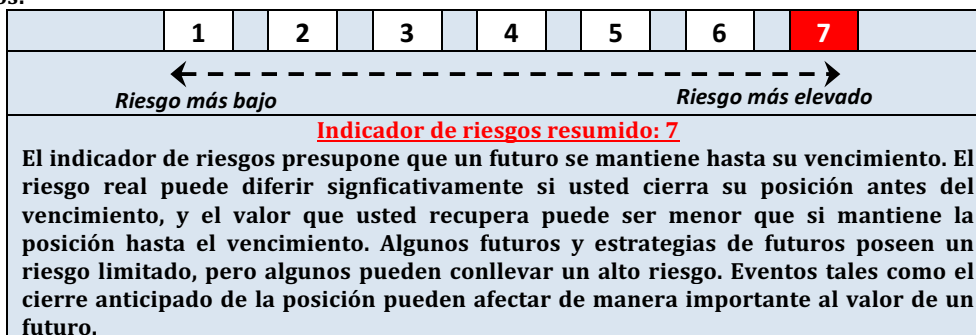 os.
1 2 3 4 5 6 7
Riesgo más bajo Riesgo más elevado
Indicador de riesgos resumido: 7
El indicador de riesgos presupone que un futuro se mantiene hasta su vencimiento. El
riesgo real puede diferir signficativamente si usted cierra su posición antes del
vencimiento, y el valor que usted recupera puede ser menor que si mantiene la
posición hasta el vencimiento. Algunos futuros y estrategias de futuros poseen un
riesgo limitado, pero algunos pueden conllevar un alto riesgo. Eventos tales como el
cierre anticipado de la posición pueden afectar de manera importante al valor de un
futuro.